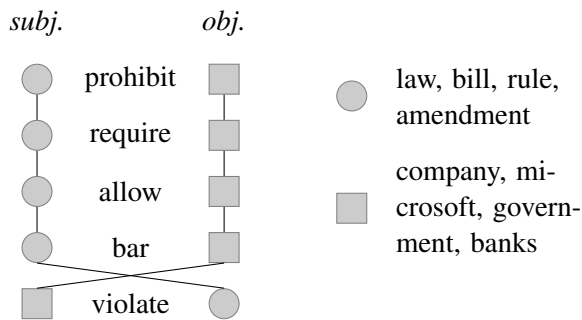 subj. obj.
prohibit
require
allow
bar
violate
law, bill, rule,
amendment
company, mi-
crosoft, govern-
ment, banks